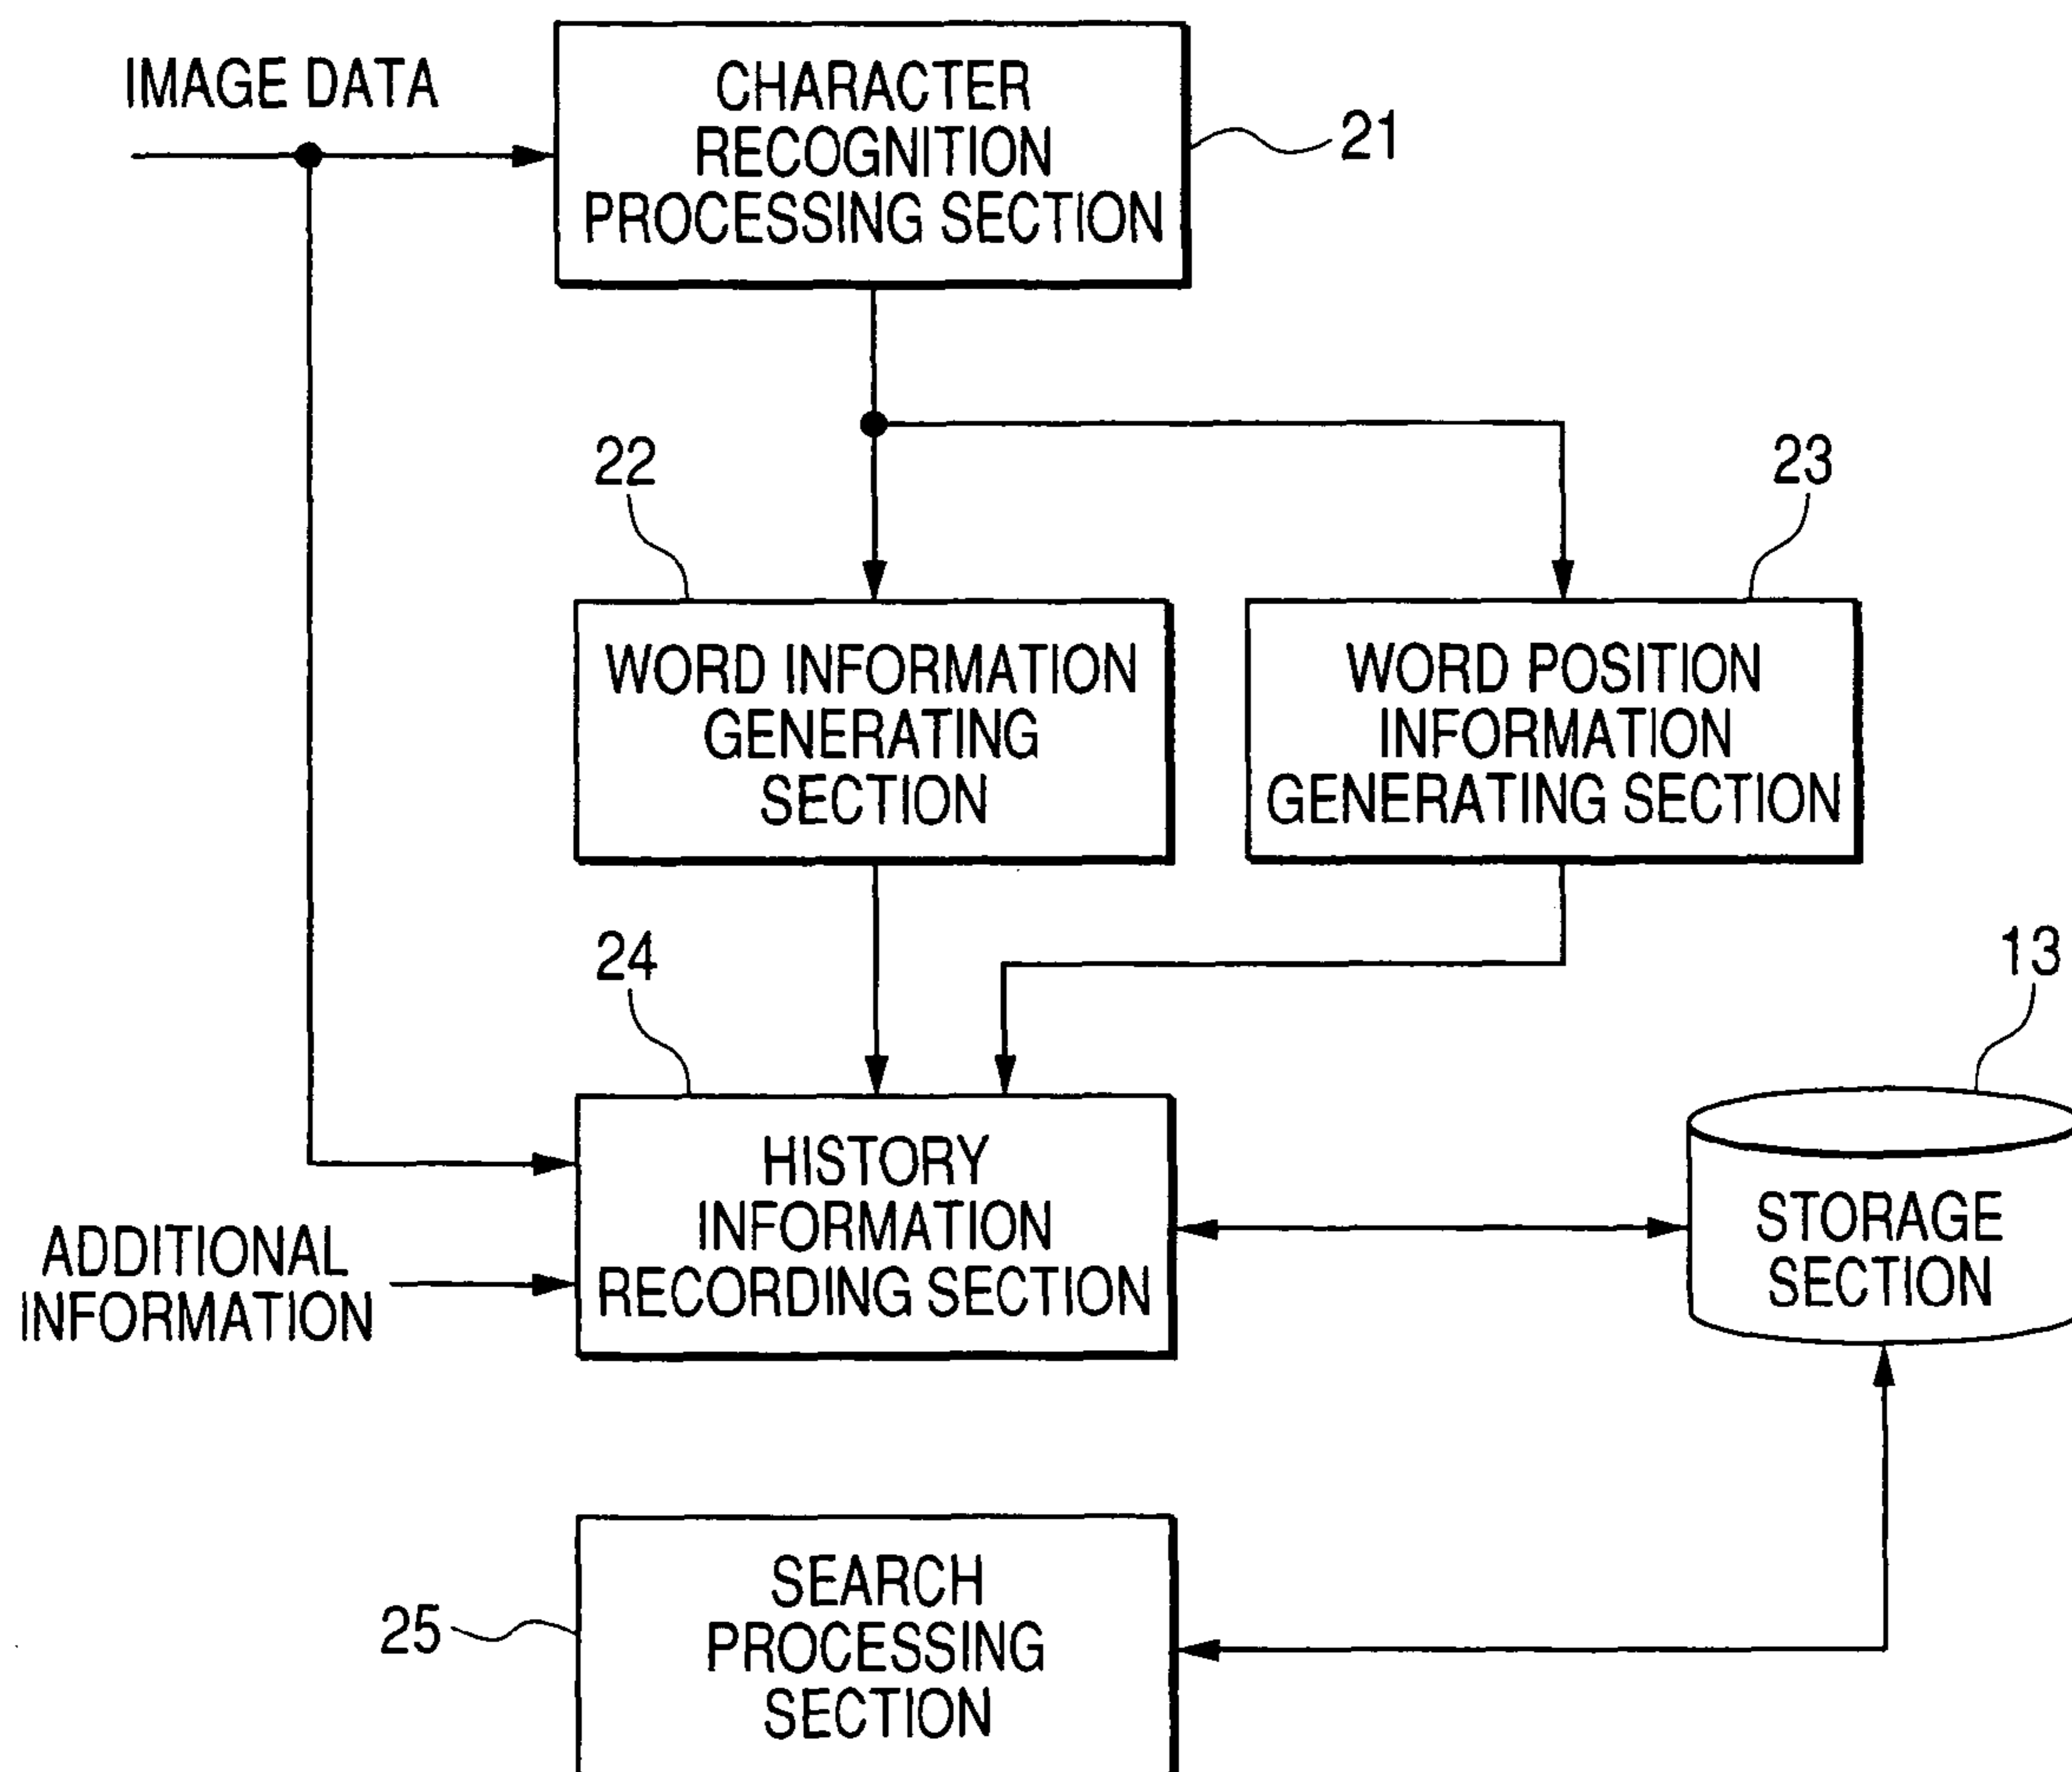 IMAGE DATA
CHARACTER
RECOGNITION
PROCESSING SECTION
21
22
23
WORD INFORMATION
GENERATING
SECTION
WORD POSITION
INFORMATION
GENERATING SECTION
24
13
HISTORY
INFORMATION
RECORDING SECTION
ADDITIONAL
INFORMATION
STORAGE
SECTION
25
SEARCH
PROCESSING
SECTION